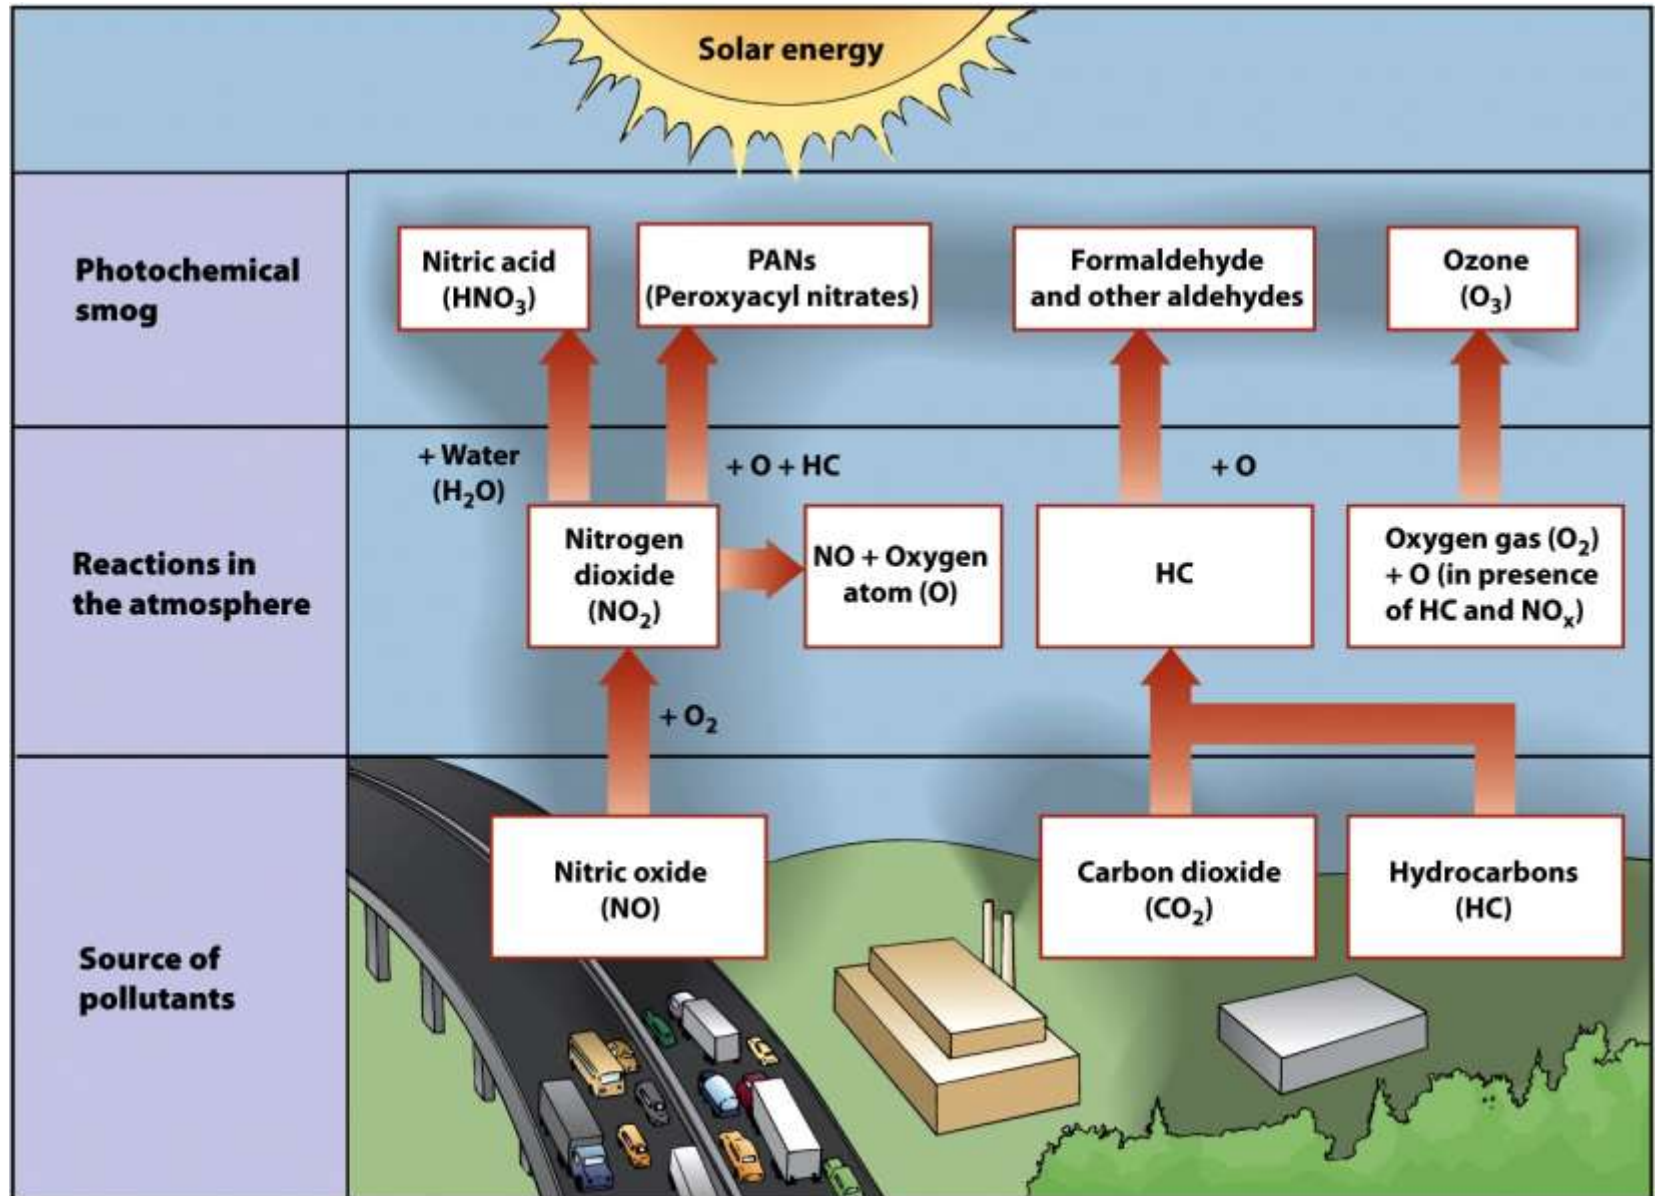 Solar energy
Photochemical
smog
Nitric acid
(HNO₃)
PANs
(Peroxyacyl nitrates)
Formaldehyde
and other aldehydes
Ozone
(O₃)
+ Water
(H₂O)
+ O + HC
+ O
Reactions in
the atmosphere
Nitrogen
dioxide
(NO₂)
NO + Oxygen
atom (O)
HC
Oxygen gas (O₂)
+ O (in presence
of HC and NOₓ)
+ O₂
Source of
pollutants
Nitric oxide
(NO)
Carbon dioxide
(CO₂)
Hydrocarbons
(HC)